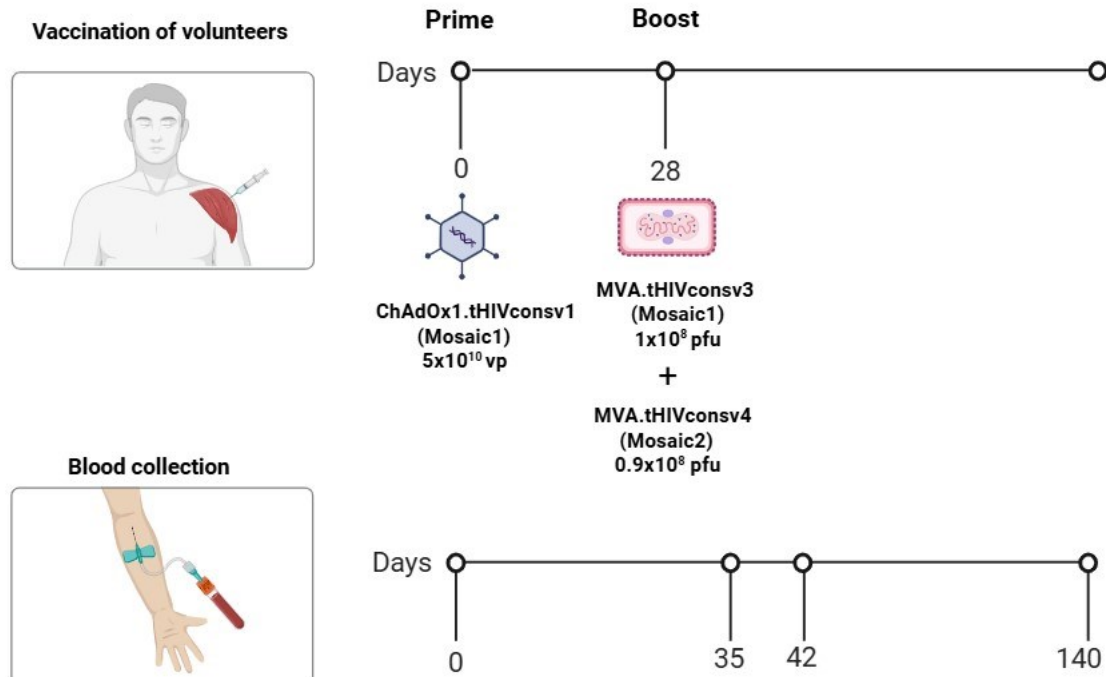 Vaccination of volunteers
Prime
Boost
Days
0
28
ChAdOx1.tHIVconsv1
(Mosaic1)
5x10¹⁰ vp
MVA.tHIVconsv3
(Mosaic1)
1x10⁸ pfu
+
MVA.tHIVconsv4
(Mosaic2)
0.9x10⁸ pfu
Blood collection
Days
0
35
42
140